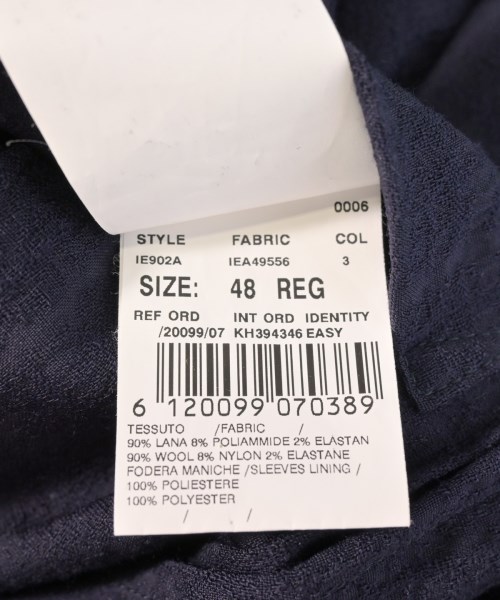 0006
STYLE FABRIC COL
IE902A IEA49556 3
SIZE: 48 REG
REF ORD INT ORD IDENTITY
/20099/07 KH394346 EASY
6 120099 070389
TESSUTO /FABRIC /
90% LANA 8% POLIAMMIDE 2% ELASTAN
90% WOOL 8% NYLON 2% ELASTANE
FODERA MANICHE /SLEEVES LINING /
100% POLIESTERE
100% POLYESTER
/ /